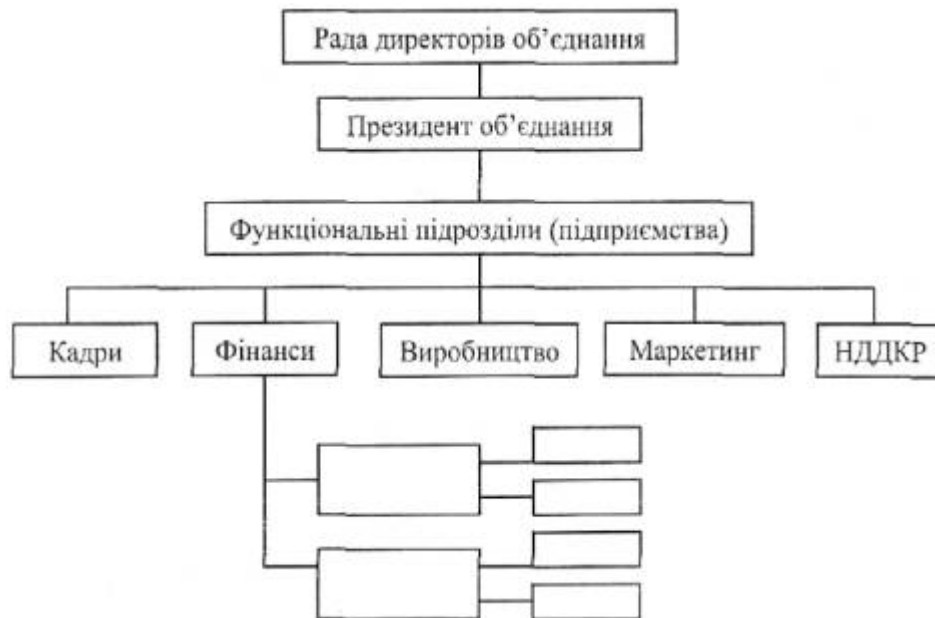 Рада директорів об’єднання
Президент об’єднання
Функціональні підрозділи (підприємства)
Кадри
Фінанси
Виробництво
Маркетинг
НДДКР